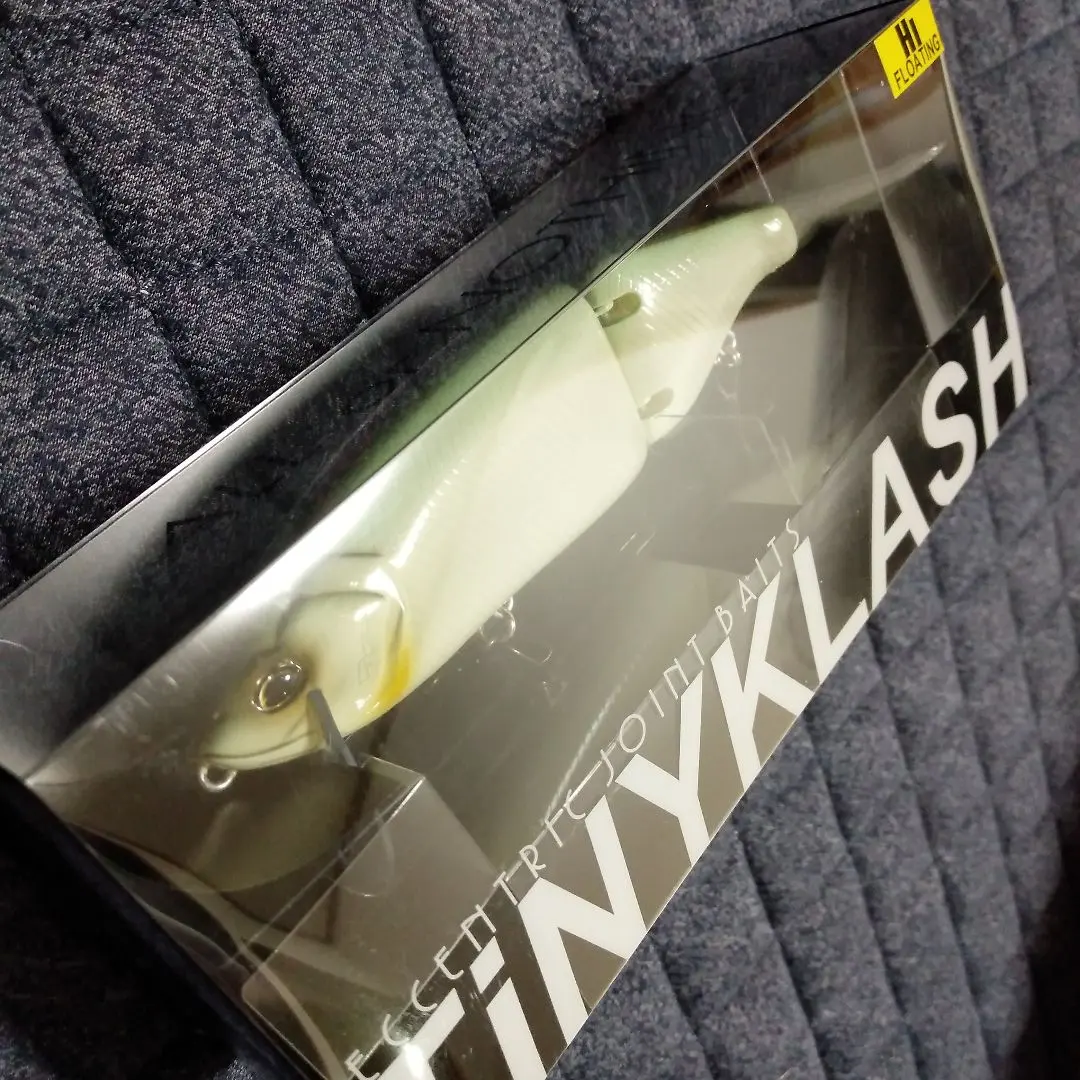 HI
FLOATING
ECCENTRIC JOINT BAITS
TiNYKLASH